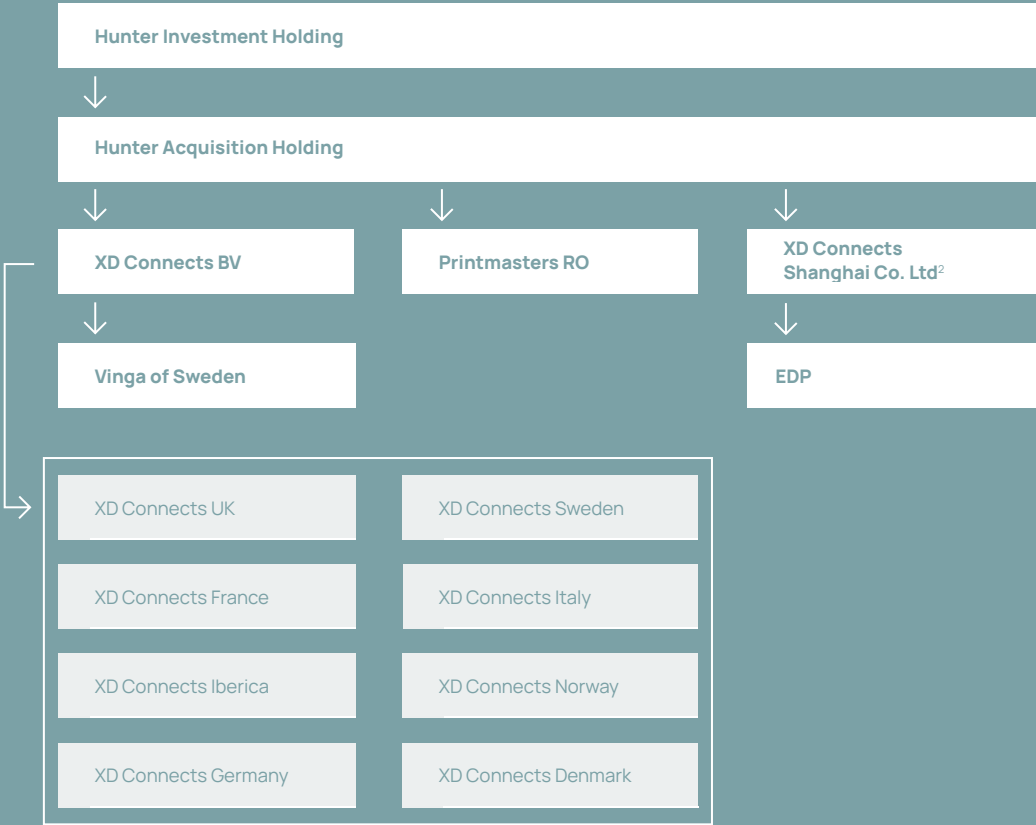 Hunter Investment Holding
Hunter Acquisition Holding
XD Connects BV
Printmasters RO
XD Connects
Shanghai Co. Ltd²
Vinga of Sweden
EDP
XD Connects UK
XD Connects Sweden
XD Connects France
XD Connects Italy
XD Connects Iberica
XD Connects Norway
XD Connects Germany
XD Connects Denmark